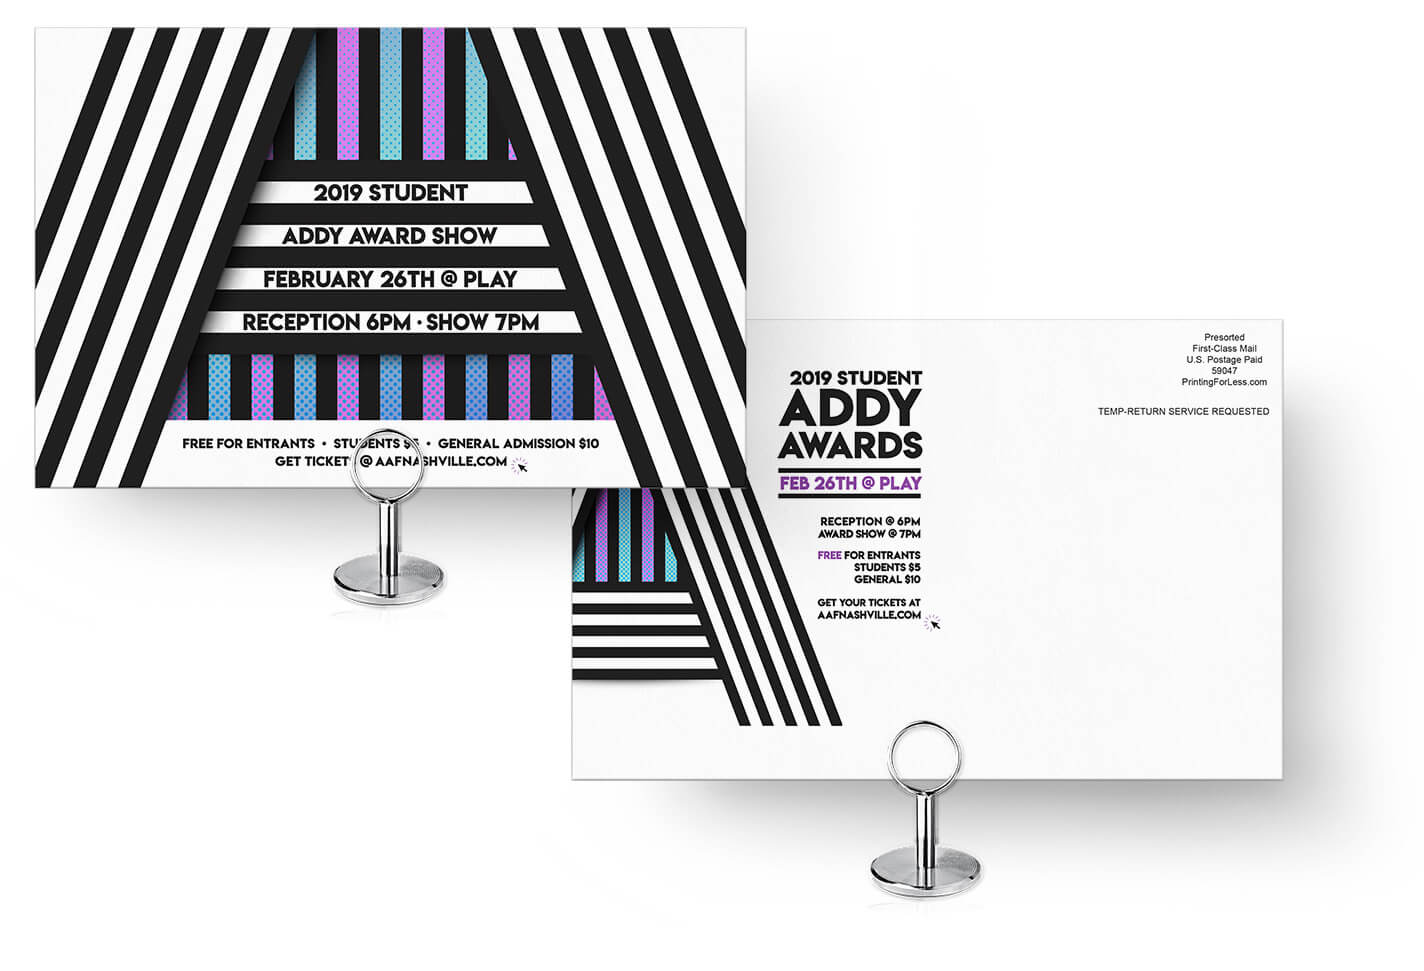 2019 STUDENT
ADDY AWARD SHOW
FEBRUARY 26TH @ PLAY
RECEPTION 6PM · SHOW 7PM
FREE FOR ENTRANTS • STUDENTS $5 • GENERAL ADMISSION $10
GET TICKETS @ AAFNASHVILLE.COM
Presorted
First-Class Mail
U.S. Postage Paid
59047
PrintingForLess.com
TEMP-RETURN SERVICE REQUESTED
2019 STUDENT
ADDY
AWARDS
FEB 26TH @ PLAY
RECEPTION @ 6PM
AWARD SHOW @ 7PM
FREE FOR ENTRANTS
STUDENTS $5
GENERAL $10
GET YOUR TICKETS AT
AAFNASHVILLE.COM